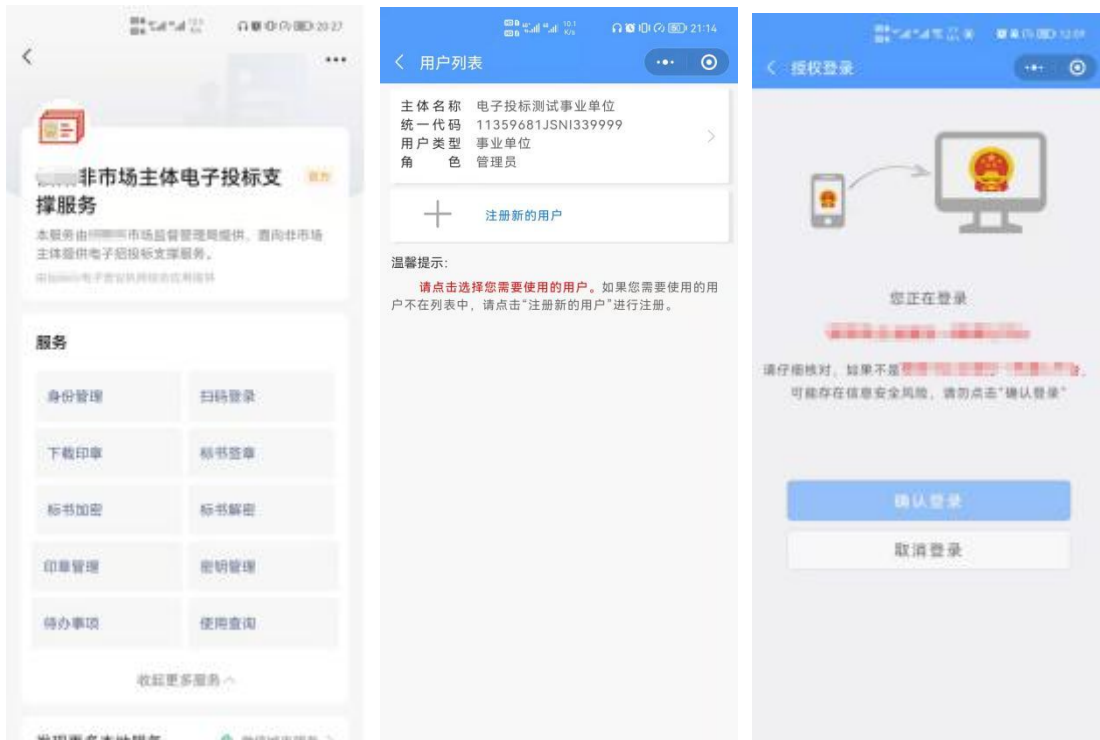 20:27
非市场主体电子投标支
撑服务
官方
本服务由 市场监督管理局提供，面向非市场
主体提供电子招投标支撑服务。
服务
身份管理
扫码登录
下载印章
标书签章
标书加密
标书解密
印章管理
密钥管理
待办事项
使用查询
收起更多服务
21:14
用户列表
主体名称 电子投标测试事业单位
统一代码 11359681JSNI339999
用户类型 事业单位
角 色 管理员
注册新的用户
温馨提示:
请点击选择您需要使用的用户。如果您需要使用的用
户不在列表中，请点击“注册新的用户”进行注册。
授权登录
您正在登录
请仔细核对，如果不是
可能存在信息安全风险，请勿点击“确认登录”
确认登录
取消登录